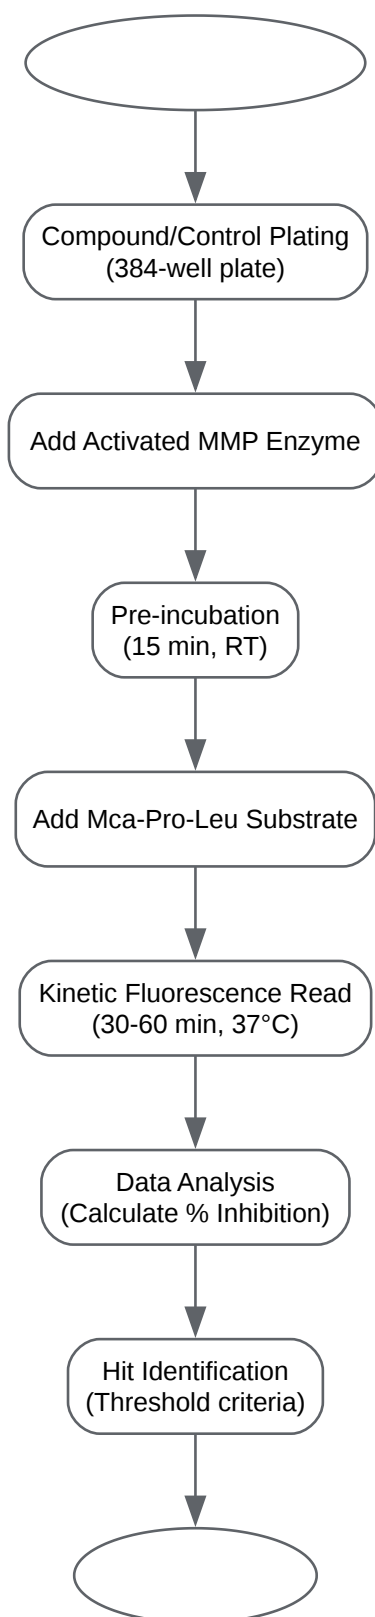 Compound/Control Plating
(384-well plate)
Add Activated MMP Enzyme
Pre-incubation
(15 min, RT)
Add Mca-Pro-Leu Substrate
Kinetic Fluorescence Read
(30-60 min, 37°C)
Data Analysis
(Calculate % Inhibition)
Hit Identification
(Threshold criteria)